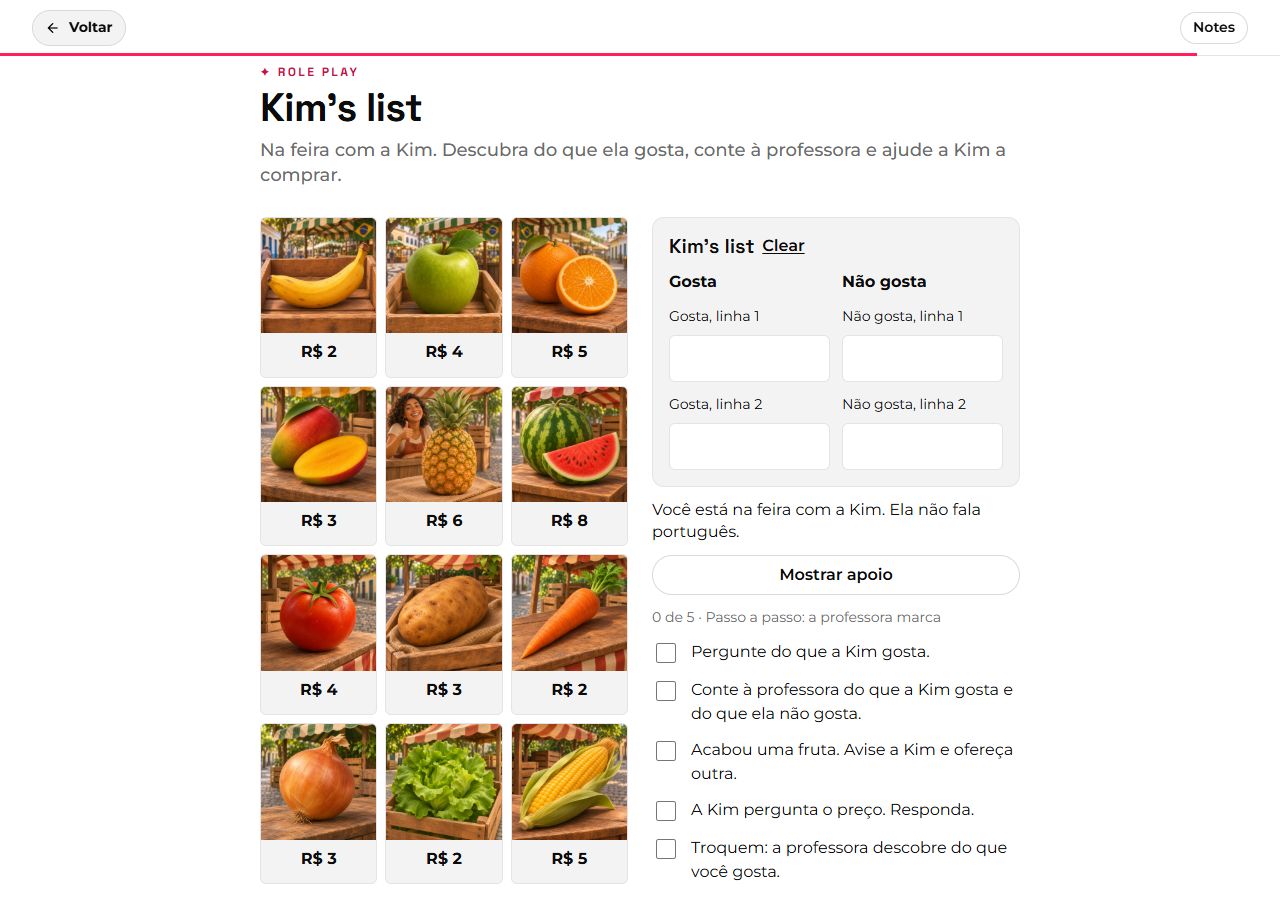 ← Voltar
Notes
✦ ROLE PLAY
Kim's list
Na feira com a Kim. Descubra do que ela gosta, conte à professora e ajude a Kim a
comprar.
R$ 2
R$ 4
R$ 5
R$ 3
R$ 6
R$ 8
R$ 4
R$ 3
R$ 2
R$ 3
R$ 2
R$ 5
Kim's list Clear
Gosta
Não gosta
Gosta, linha 1
Não gosta, linha 1
Gosta, linha 2
Não gosta, linha 2
Você está na feira com a Kim. Ela não fala
português.
Mostrar apoio
0 de 5 · Passo a passo: a professora marca
Pergunte do que a Kim gosta.
Conte à professora do que a Kim gosta e
do que ela não gosta.
Acabou uma fruta. Avise a Kim e ofereça
outra.
A Kim pergunta o preço. Responda.
Troquem: a professora descobre do que
você gosta.